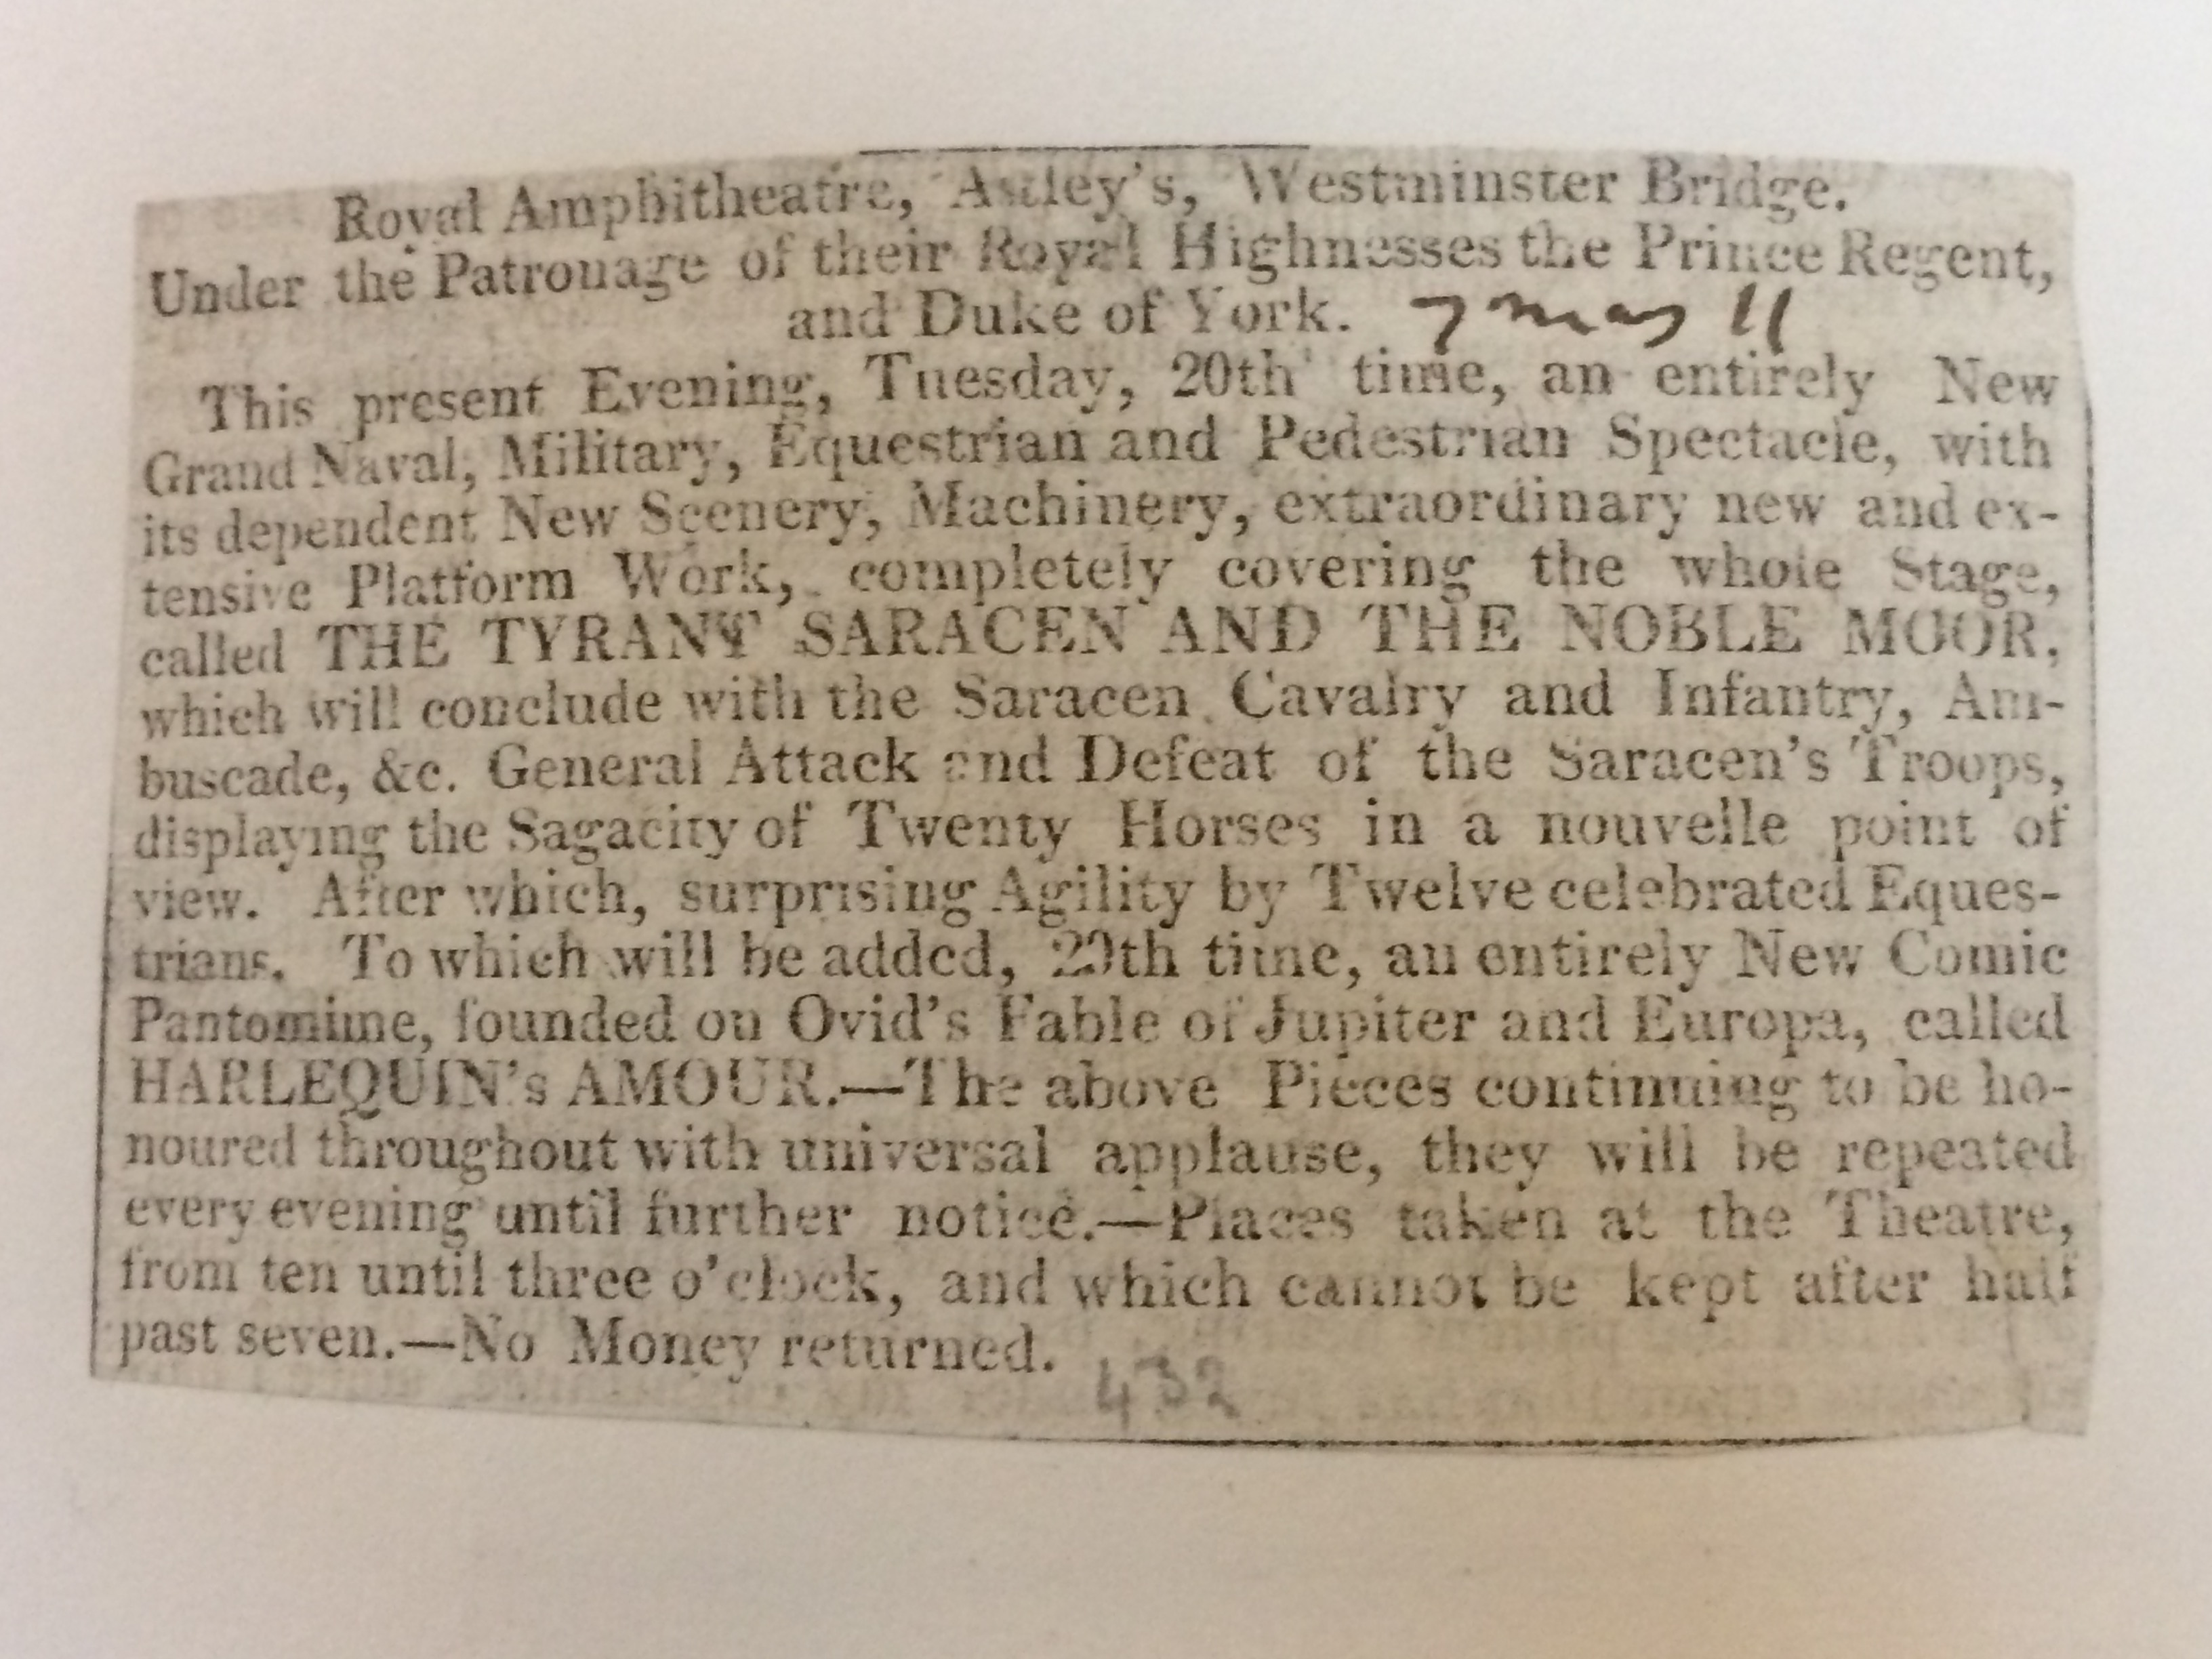 Royal Amphitheatre, Astley's, Westminster Bridge.
Under the Patronage of their Royal Highnesses the Prince Regent,
and Duke of York. 7 May 11
This present Evening, Tuesday, 20th time, an entirely New
Grand Naval, Military, Equestrian and Pedestrian Spectacle, with
its dependent New Scenery, Machinery, extraordinary new and ex-
tensive Platform Work, completely covering the whole Stage,
called THE TYRANT SARACEN AND THE NOBLE MOOR,
which will conclude with the Saracen Cavalry and Infantry, Am-
buscade, &c. General Attack and Defeat of the Saracen's Troops,
displaying the Sagacity of Twenty Horses in a nouvelle point of
view. After which, surprising Agility by Twelve celebrated Eques-
trians. To which will be added, 20th time, an entirely New Comic
Pantomime, founded on Ovid's Fable of Jupiter and Europa, called
HARLEQUIN's AMOUR.—The above Pieces continuing to be ho-
noured throughout with universal applause, they will be repeated
every evening until further notice.—Places taken at the Theatre,
from ten until three o'clock, and which cannot be kept after half
past seven.—No Money returned.
432